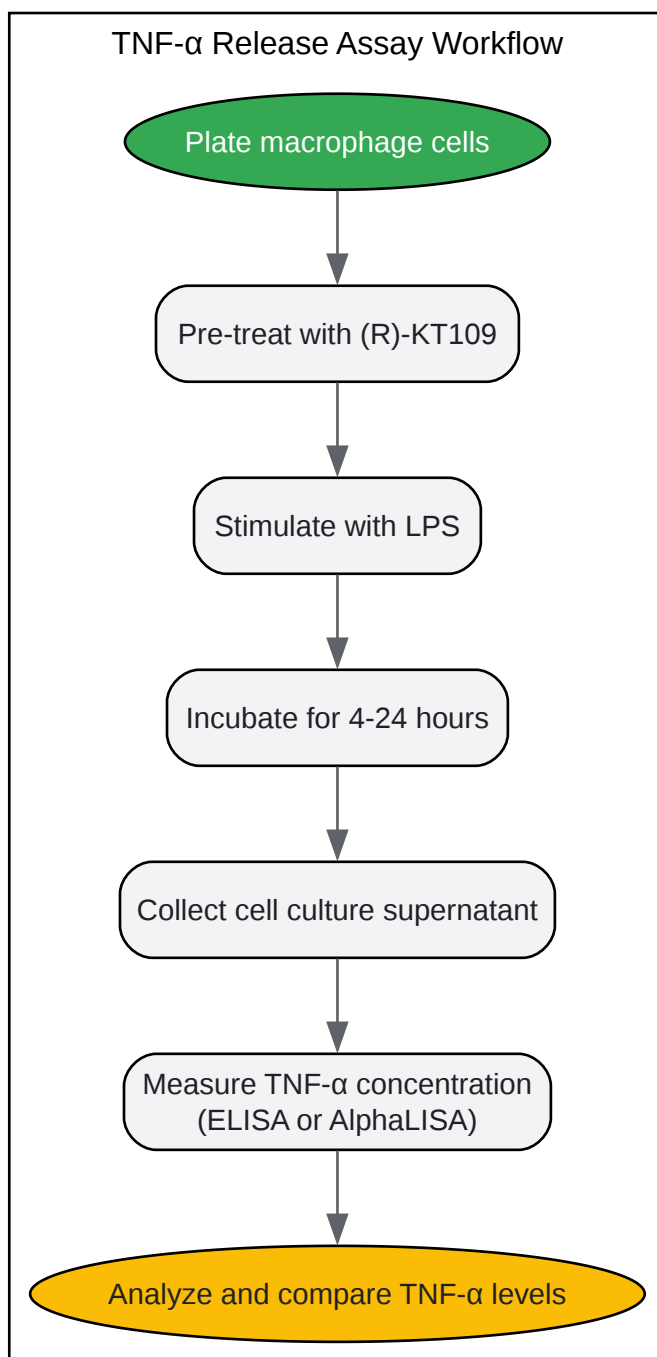 TNF-α Release Assay Workflow
Plate macrophage cells
Pre-treat with (R)-KT109
Stimulate with LPS
Incubate for 4-24 hours
Collect cell culture supernatant
Measure TNF-α concentration
(ELISA or AlphaLISA)
Analyze and compare TNF-α levels